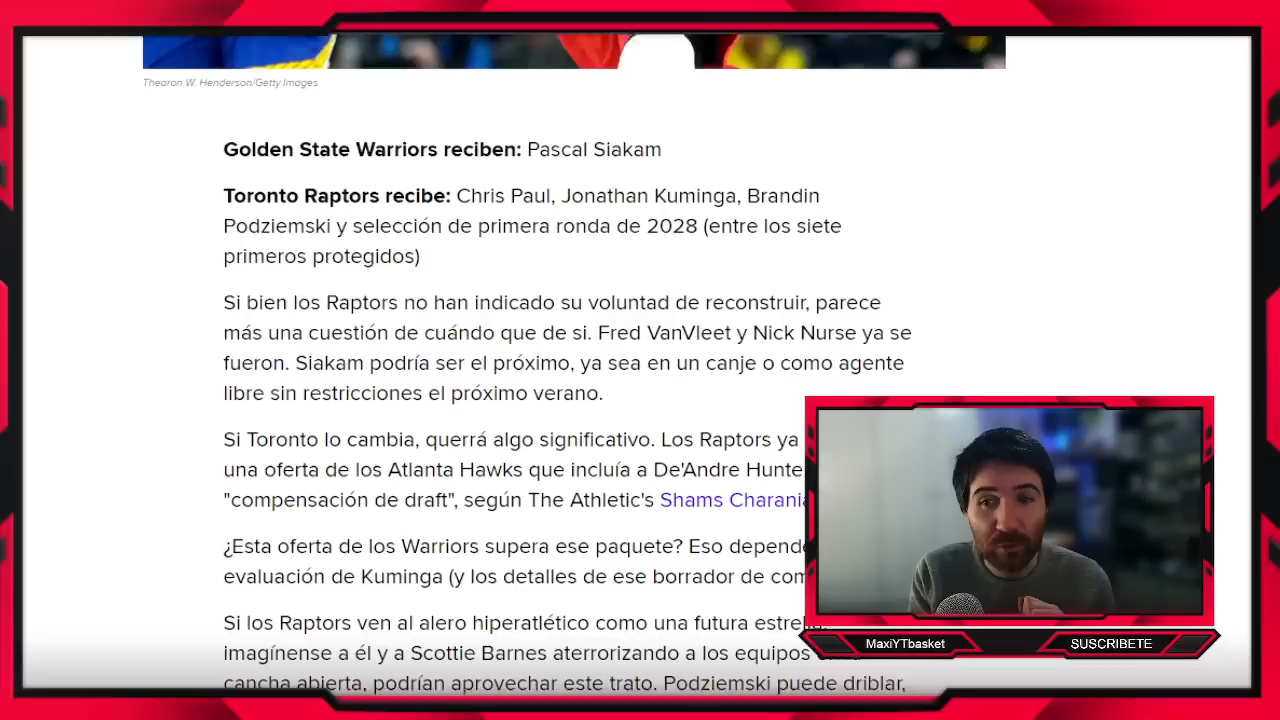 Thearon W. Henderson/Getty Images
Golden State Warriors reciben: Pascal Siakam
Toronto Raptors recibe: Chris Paul, Jonathan Kuminga, Brandin
Podziemski y selección de primera ronda de 2028 (entre los siete
primeros protegidos)
Si bien los Raptors no han indicado su voluntad de reconstruir, parece
más una cuestión de cuándo que de si. Fred VanVleet y Nick Nurse ya se
fueron. Siakam podría ser el próximo, ya sea en un canje o como agente
libre sin restricciones el próximo verano.
Si Toronto lo cambia, querrá algo significativo. Los Raptors ya
una oferta de los Atlanta Hawks que incluía a De'Andre Hunte
"compensación de draft", según The Athletic's Shams Charania
¿Esta oferta de los Warriors supera ese paquete? Eso depende
evaluación de Kuminga (y los detalles de ese borrador de com
Si los Raptors ven al alero hiperatlético como una futura estrella,
imagínense a él y a Scottie Barnes aterrorizando a los equipos
cancha abierta, podrían aprovechar este trato. Podziemski puede driblar,
MaxiYTbasket
SUSCRIBETE